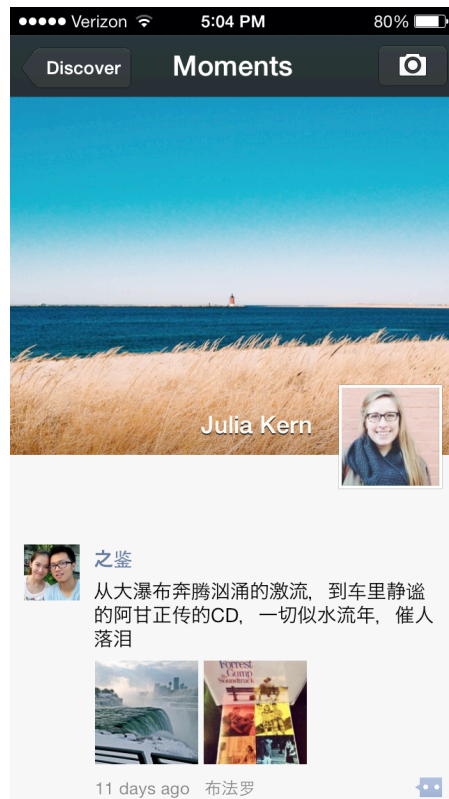 Verizon 5:04 PM 80%
Discover Moments
Julia Kern
之鉴
从大瀑布奔腾汹涌的激流，到车里静谧
的阿甘正传的CD，一切似水流年，催人
落泪
Forrest
Gump
Soundtrack
11 days ago 布法罗